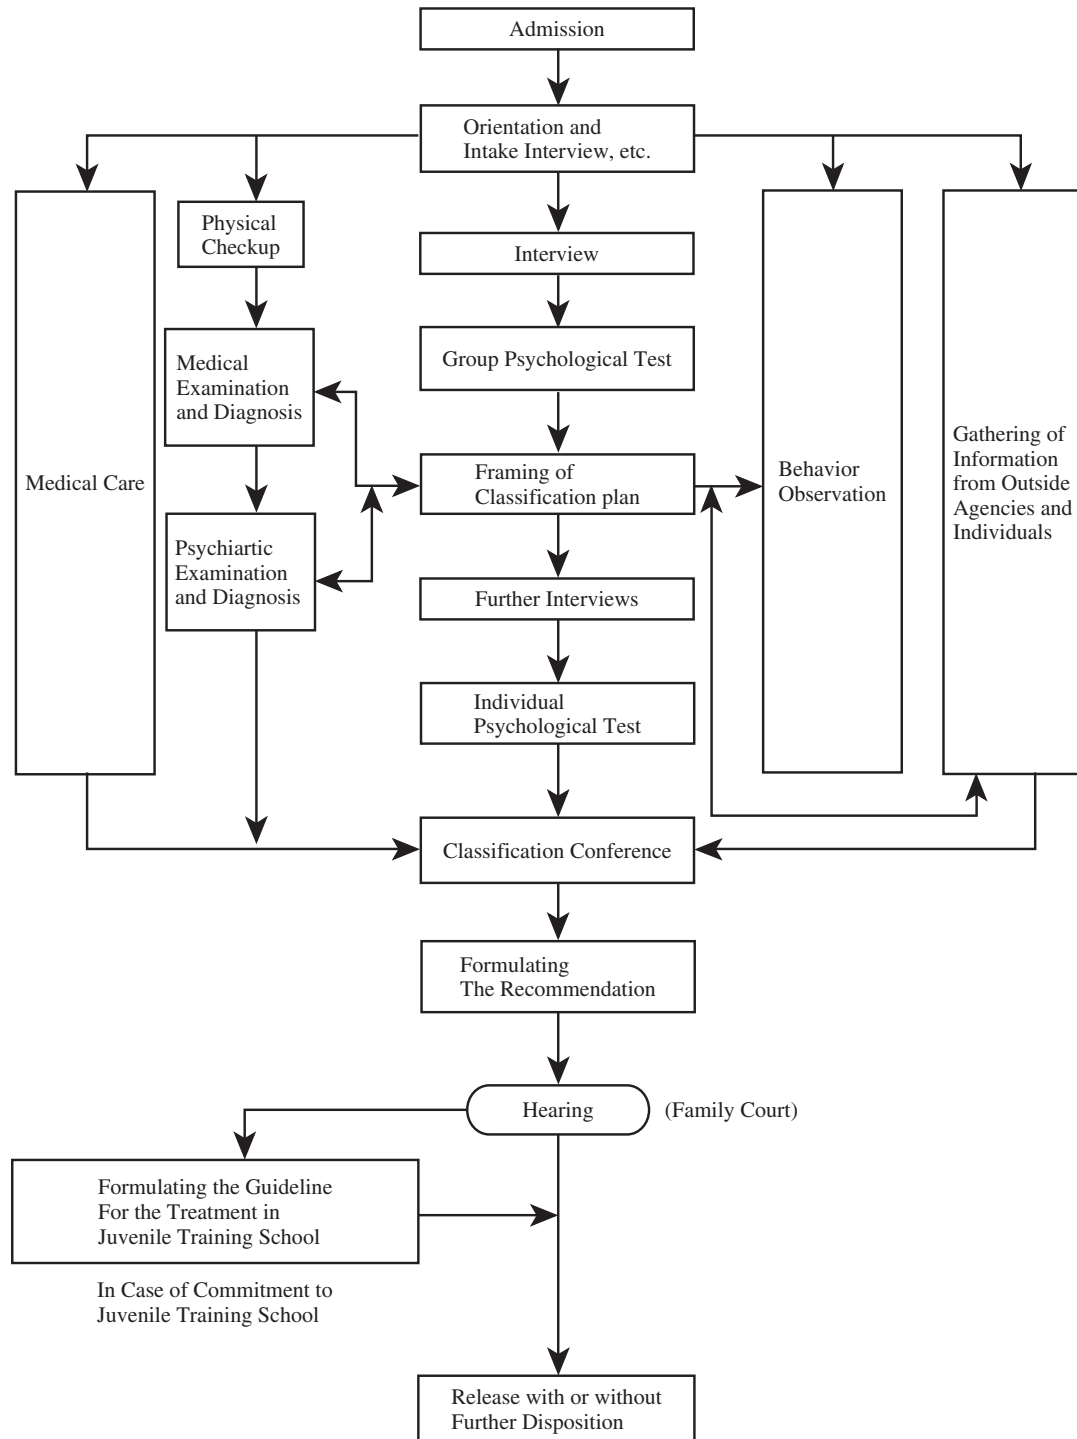 Admission
Orientation and
Intake Interview, etc.
Physical
Checkup
Interview
Medical
Examination
and Diagnosis
Group Psychological Test
Medical Care
Framing of
Classification plan
Behavior
Observation
Gathering of
Information
from Outside
Agencies and
Individuals
Psychiartic
Examination
and Diagnosis
Further Interviews
Individual
Psychological Test
Classification Conference
Formulating
The Recommendation
Hearing
(Family Court)
Formulating the Guideline
For the Treatment in
Juvenile Training School
In Case of Commitment to
Juvenile Training School
Release with or without
Further Disposition